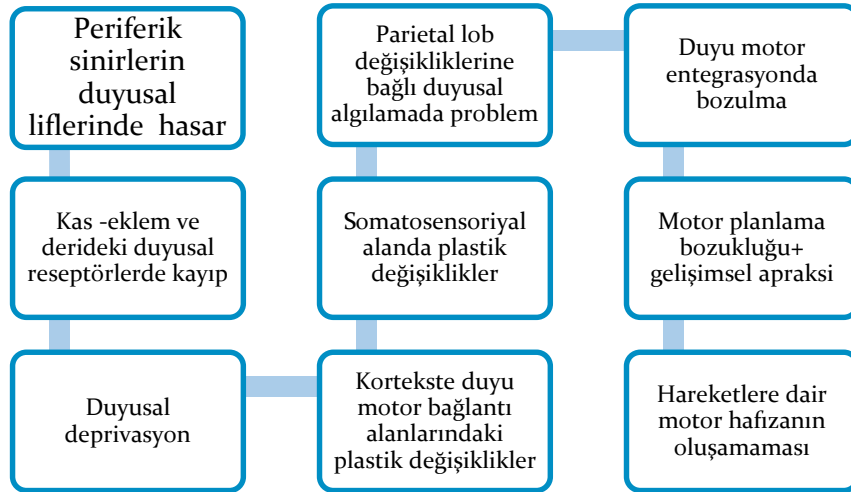 Periferik
sinirlerin
duyusal
liflerinde hasar
Kas -eklem ve
derideki duyusal
reseptörlerde kayıp
Duyusal
deprivasyon
Kortekste duyu
motor bağlantı
alanlarındaki
plastik değişiklikler
Somatosensoriyal
alanda plastik
değişiklikler
Parietal lob
değişikliklerine
bağlı duyusal
algılamada problem
Duyu motor
entegrasyonda
bozulma
Motor planlama
bozukluğu+
gelişimsel apraksi
Hareketlere dair
motor hafızanın
oluşamaması